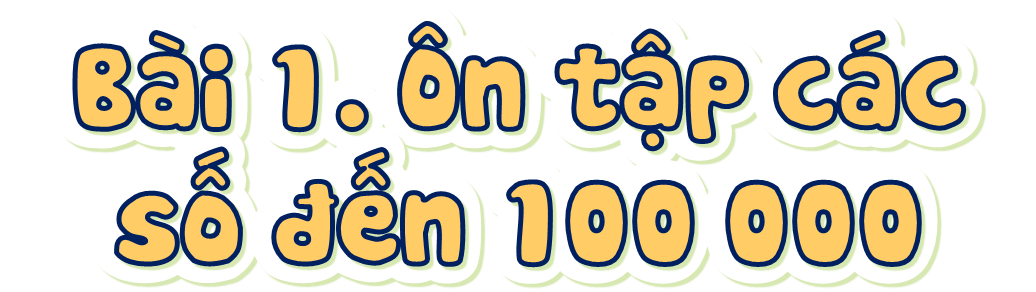 Bài 1. Ôn tập các
số đến 100 000